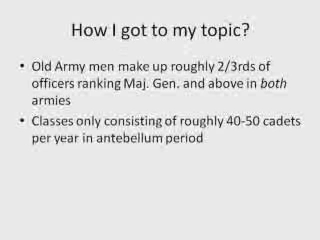 How I got to my topic?
• Old Army men make up roughly 2/3rds of
officers ranking Maj. Gen. and above in both
armies
• Classes only consisting of roughly 40-50 cadets
per year in antebellum period